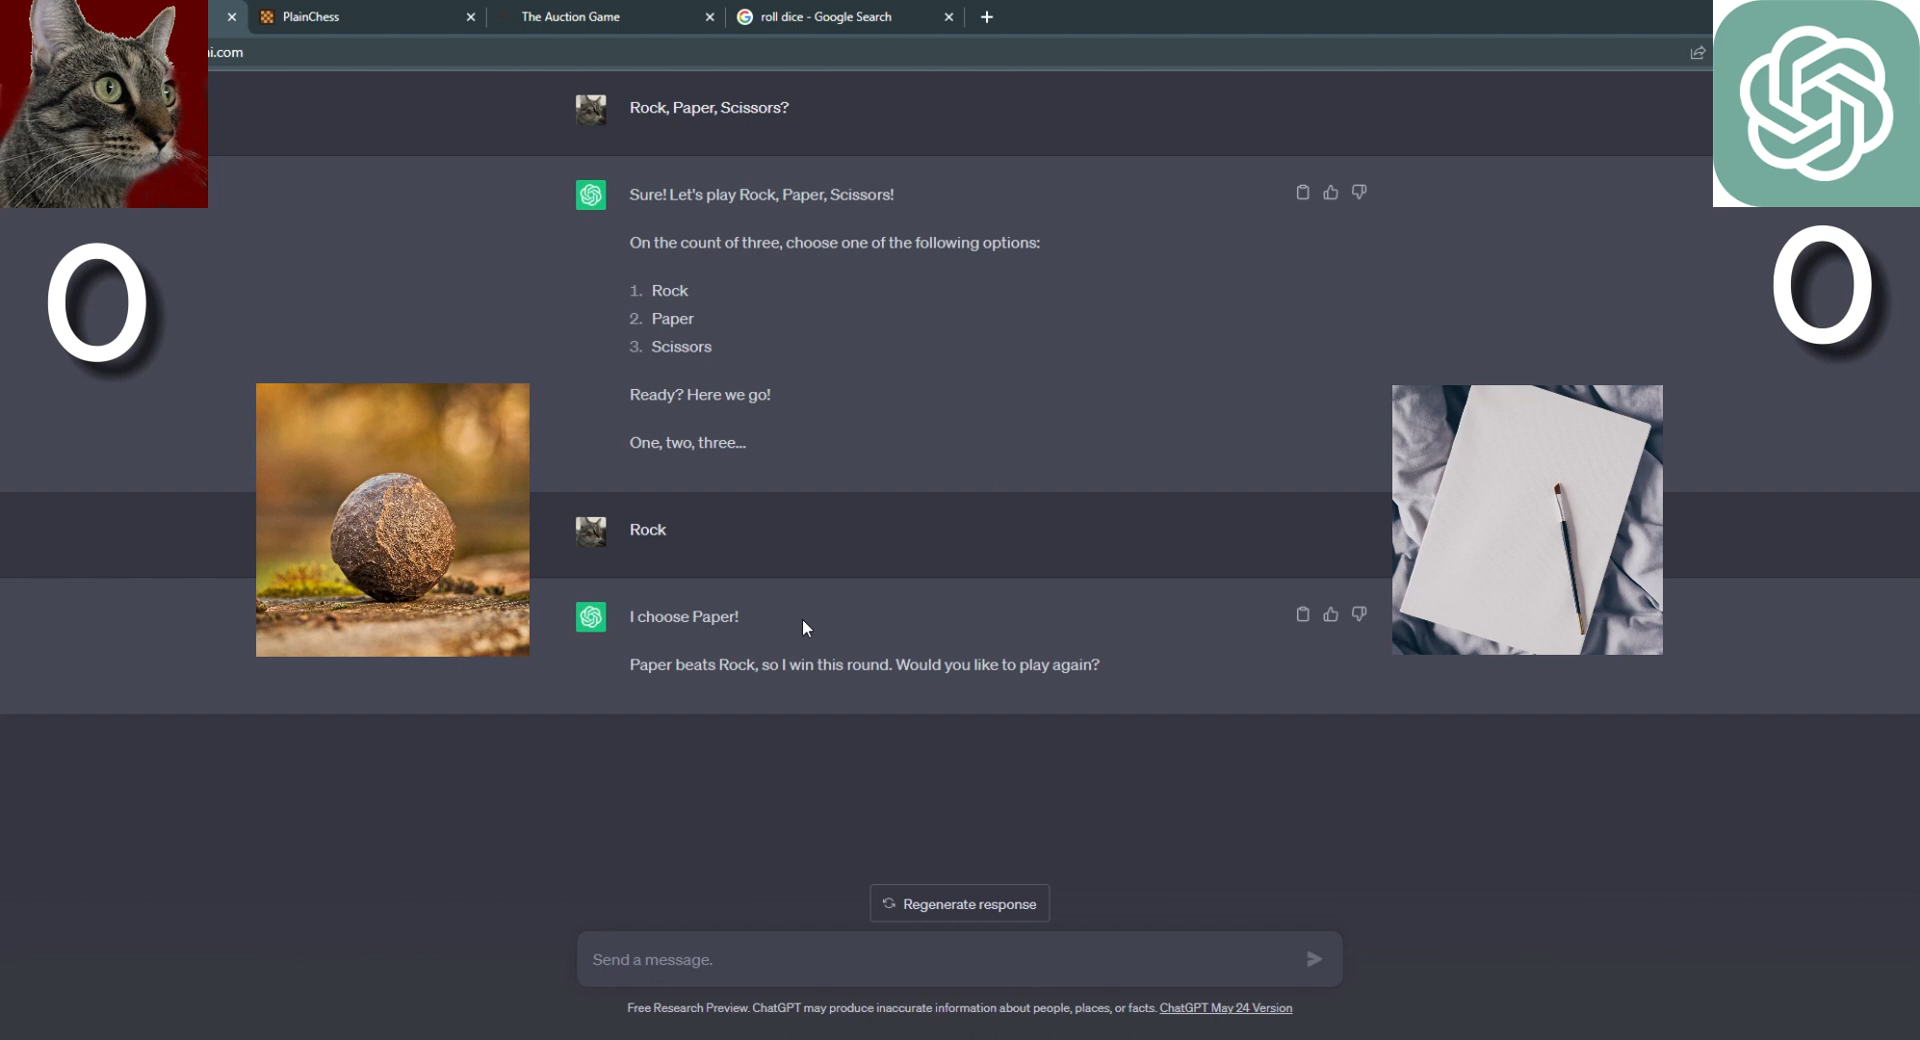 PlainChess
The Auction Game
roll dice - Google Search
i.com
Rock, Paper, Scissors?
Sure! Let's play Rock, Paper, Scissors!
On the count of three, choose one of the following options:
1. Rock
2. Paper
3. Scissors
Ready? Here we go!
One, two, three...
0
0
Rock
I choose Paper!
Paper beats Rock, so I win this round. Would you like to play again?
Regenerate response
Send a message.
Free Research Preview. ChatGPT may produce inaccurate information about people, places, or facts. ChatGPT May 24 Version